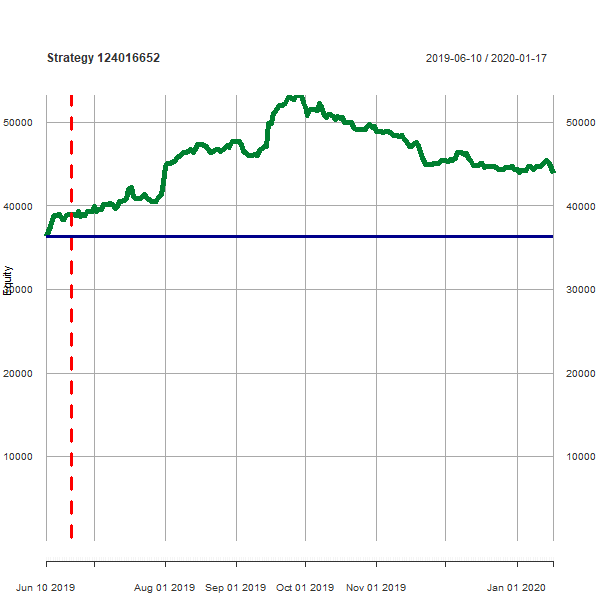 Strategy 124016652
2019-06-10 / 2020-01-17
50000
50000
40000
40000
Equity
30000
30000
20000
20000
10000
10000
Jun 10 2019
Aug 01 2019
Sep 01 2019
Oct 01 2019
Nov 01 2019
Jan 01 2020